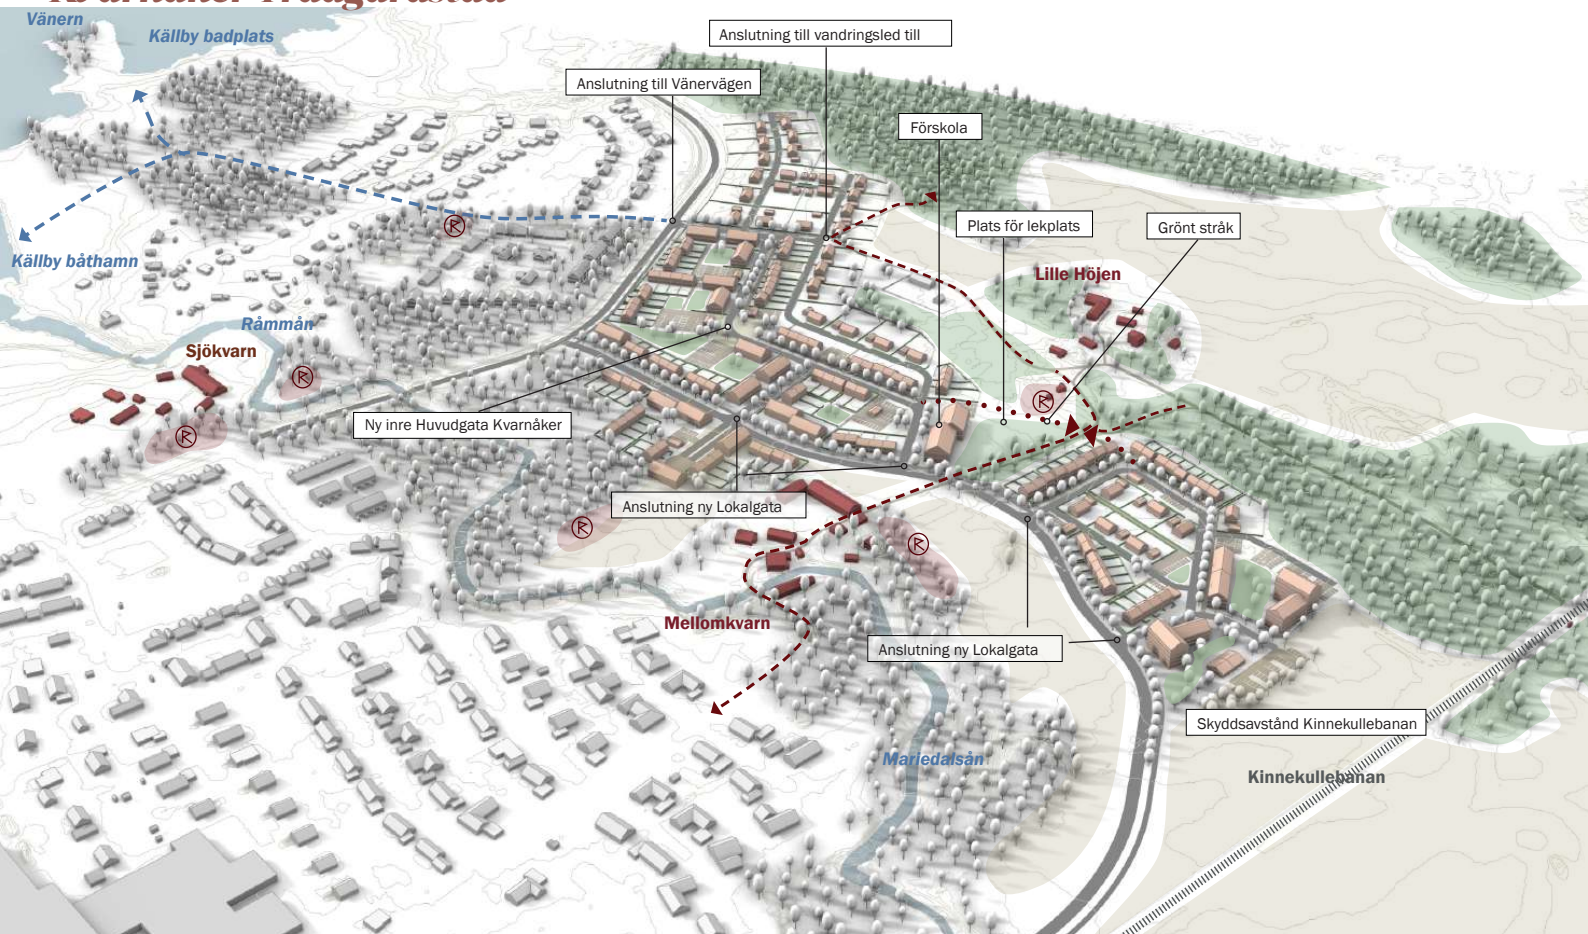 Vänern
Källby badplats
Anslutning till vandringsled till
Anslutning till Vänervägen
Förskola
Plats för lekplats
Grönt stråk
Källby båthamn
Lille Höjen
Råmmån
Sjökvarn
Ny inre Huvudgata Kvarnåker
Anslutning ny Lokalgata
Mellomkvarn
Anslutning ny Lokalgata
Skyddsavstånd Kinnekullebanan
Mariedalsån
Kinnekullebanan
R
R
R
R
R
R